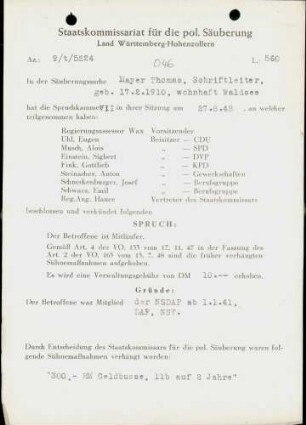 Staatskommissariat für die pol. Säuberung
Land Württemberg-Hohenzollern
Az.: 9/t/5824 046 L. 560
In der Säuberungssache Mayer Thomas, Schriftleiter,
geb. 17.2.1910, wohnhaft Waldsee
hat die Spruchkammer VII in ihrer Sitzung am 27.8.48 , an welcher
teilgenommen haben:
Regierungsassessor Wax Vorsitzender
Uhl, Eugen Beisitzer — CDU
Musch, Alois „ — SPD
Einstein, Sigbert „ — DVP
Fink, Gottlieb „ — KPD
Steinacher, Anton „ — Gewerkschaften
Schneckenburger, Josef „ — Berufsgruppe
Schwarz, Emil „ — Berufsgruppe
Reg.Ang. Hauer Vertreter des Staatskommissars
beschlossen und verkündet folgenden
SPRUCH:
Der Betroffene ist Mitläufer.
Gemäß Art. 4 der VO. 133 vom 17. 11. 47 in der Fassung des
Art. 2 der VO. 165 vom 13. 7. 48 sind die früher verhängten
Sühnemaßnahmen aufgehoben.
Es wird eine Verwaltungsgebühr von DM 10.-- erhoben.
Gründe:
Der Betroffene war Mitglied der NSDAP ab 1.1.41,
DAF, NSV.
Durch Entscheidung des Staatskommissars für die pol. Säuberung waren folgende Sühnemaßnahmen verhängt worden:
"300,- RM Geldbusse, 11b auf 2 Jahre"